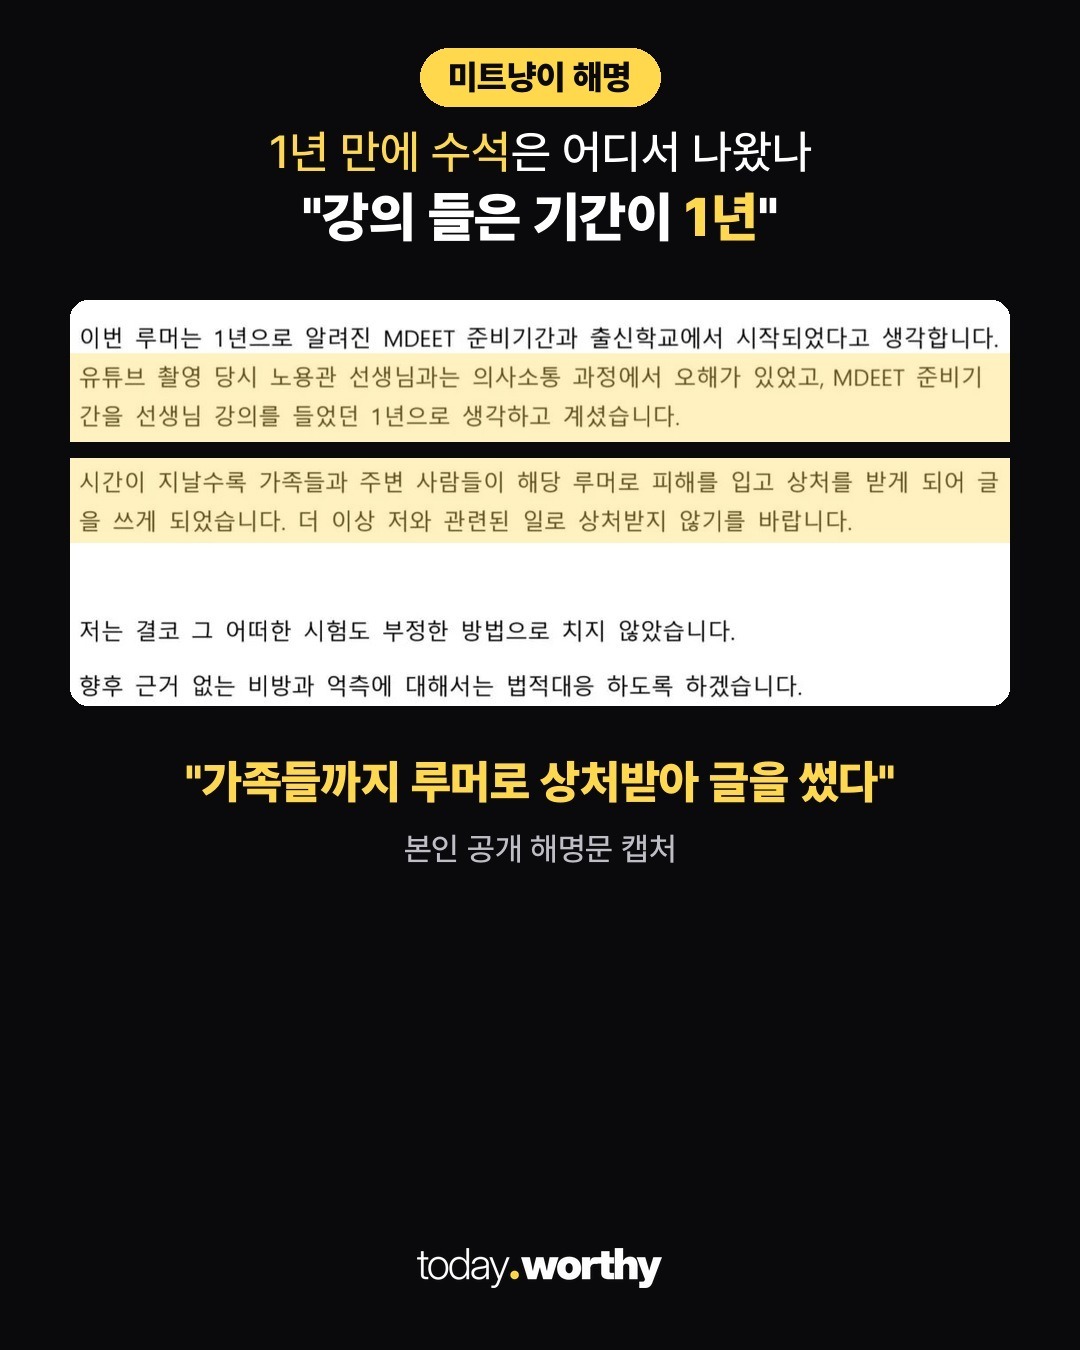 미트냥이 해명
1년 만에 수석은 어디서 나왔나
"강의 들은 기간이 1년"
이번 루머는 1년으로 알려진 MDEET 준비기간과 출신학교에서 시작되었다고 생각합니다.
유튜브 촬영 당시 노용관 선생님과는 의사소통 과정에서 오해가 있었고, MDEET 준비기
간을 선생님 강의를 들었던 1년으로 생각하고 계셨습니다.
시간이 지날수록 가족들과 주변 사람들이 해당 루머로 피해를 입고 상처를 받게 되어 글
을 쓰게 되었습니다. 더 이상 저와 관련된 일로 상처받지 않기를 바랍니다.
저는 결코 그 어떠한 시험도 부정한 방법으로 치지 않았습니다.
향후 근거 없는 비방과 억측에 대해서는 법적대응 하도록 하겠습니다.
"가족들까지 루머로 상처받아 글을 썼다"
본인 공개 해명문 캡처
today.worthy